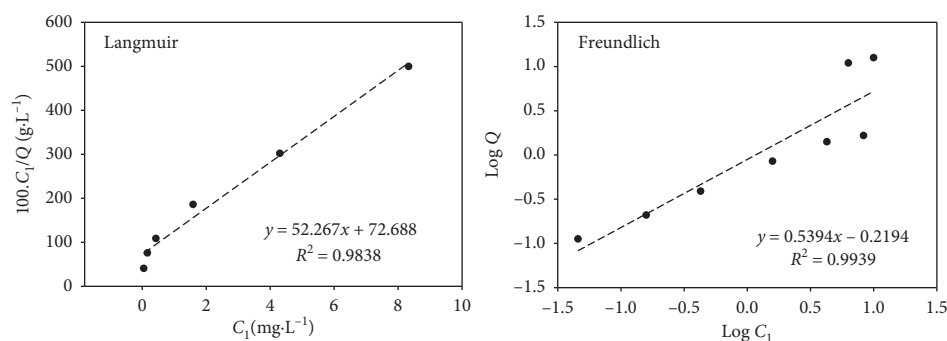 Langmuir
600
500
400
300
200
100
0
100.C₁/Q (g·L⁻¹)
y = 52.267x + 72.688
R² = 0.9838
0 2 4 6 8 10
C₁(mg·L⁻¹)
Freundlich
1.5
1.0
0.5
0.0
−0.5
−1.0
−1.5
Log Q
y = 0.5394x – 0.2194
R² = 0.9939
−1.5 −1.0 −0.5 0.0 0.5 1.0 1.5
Log C₁